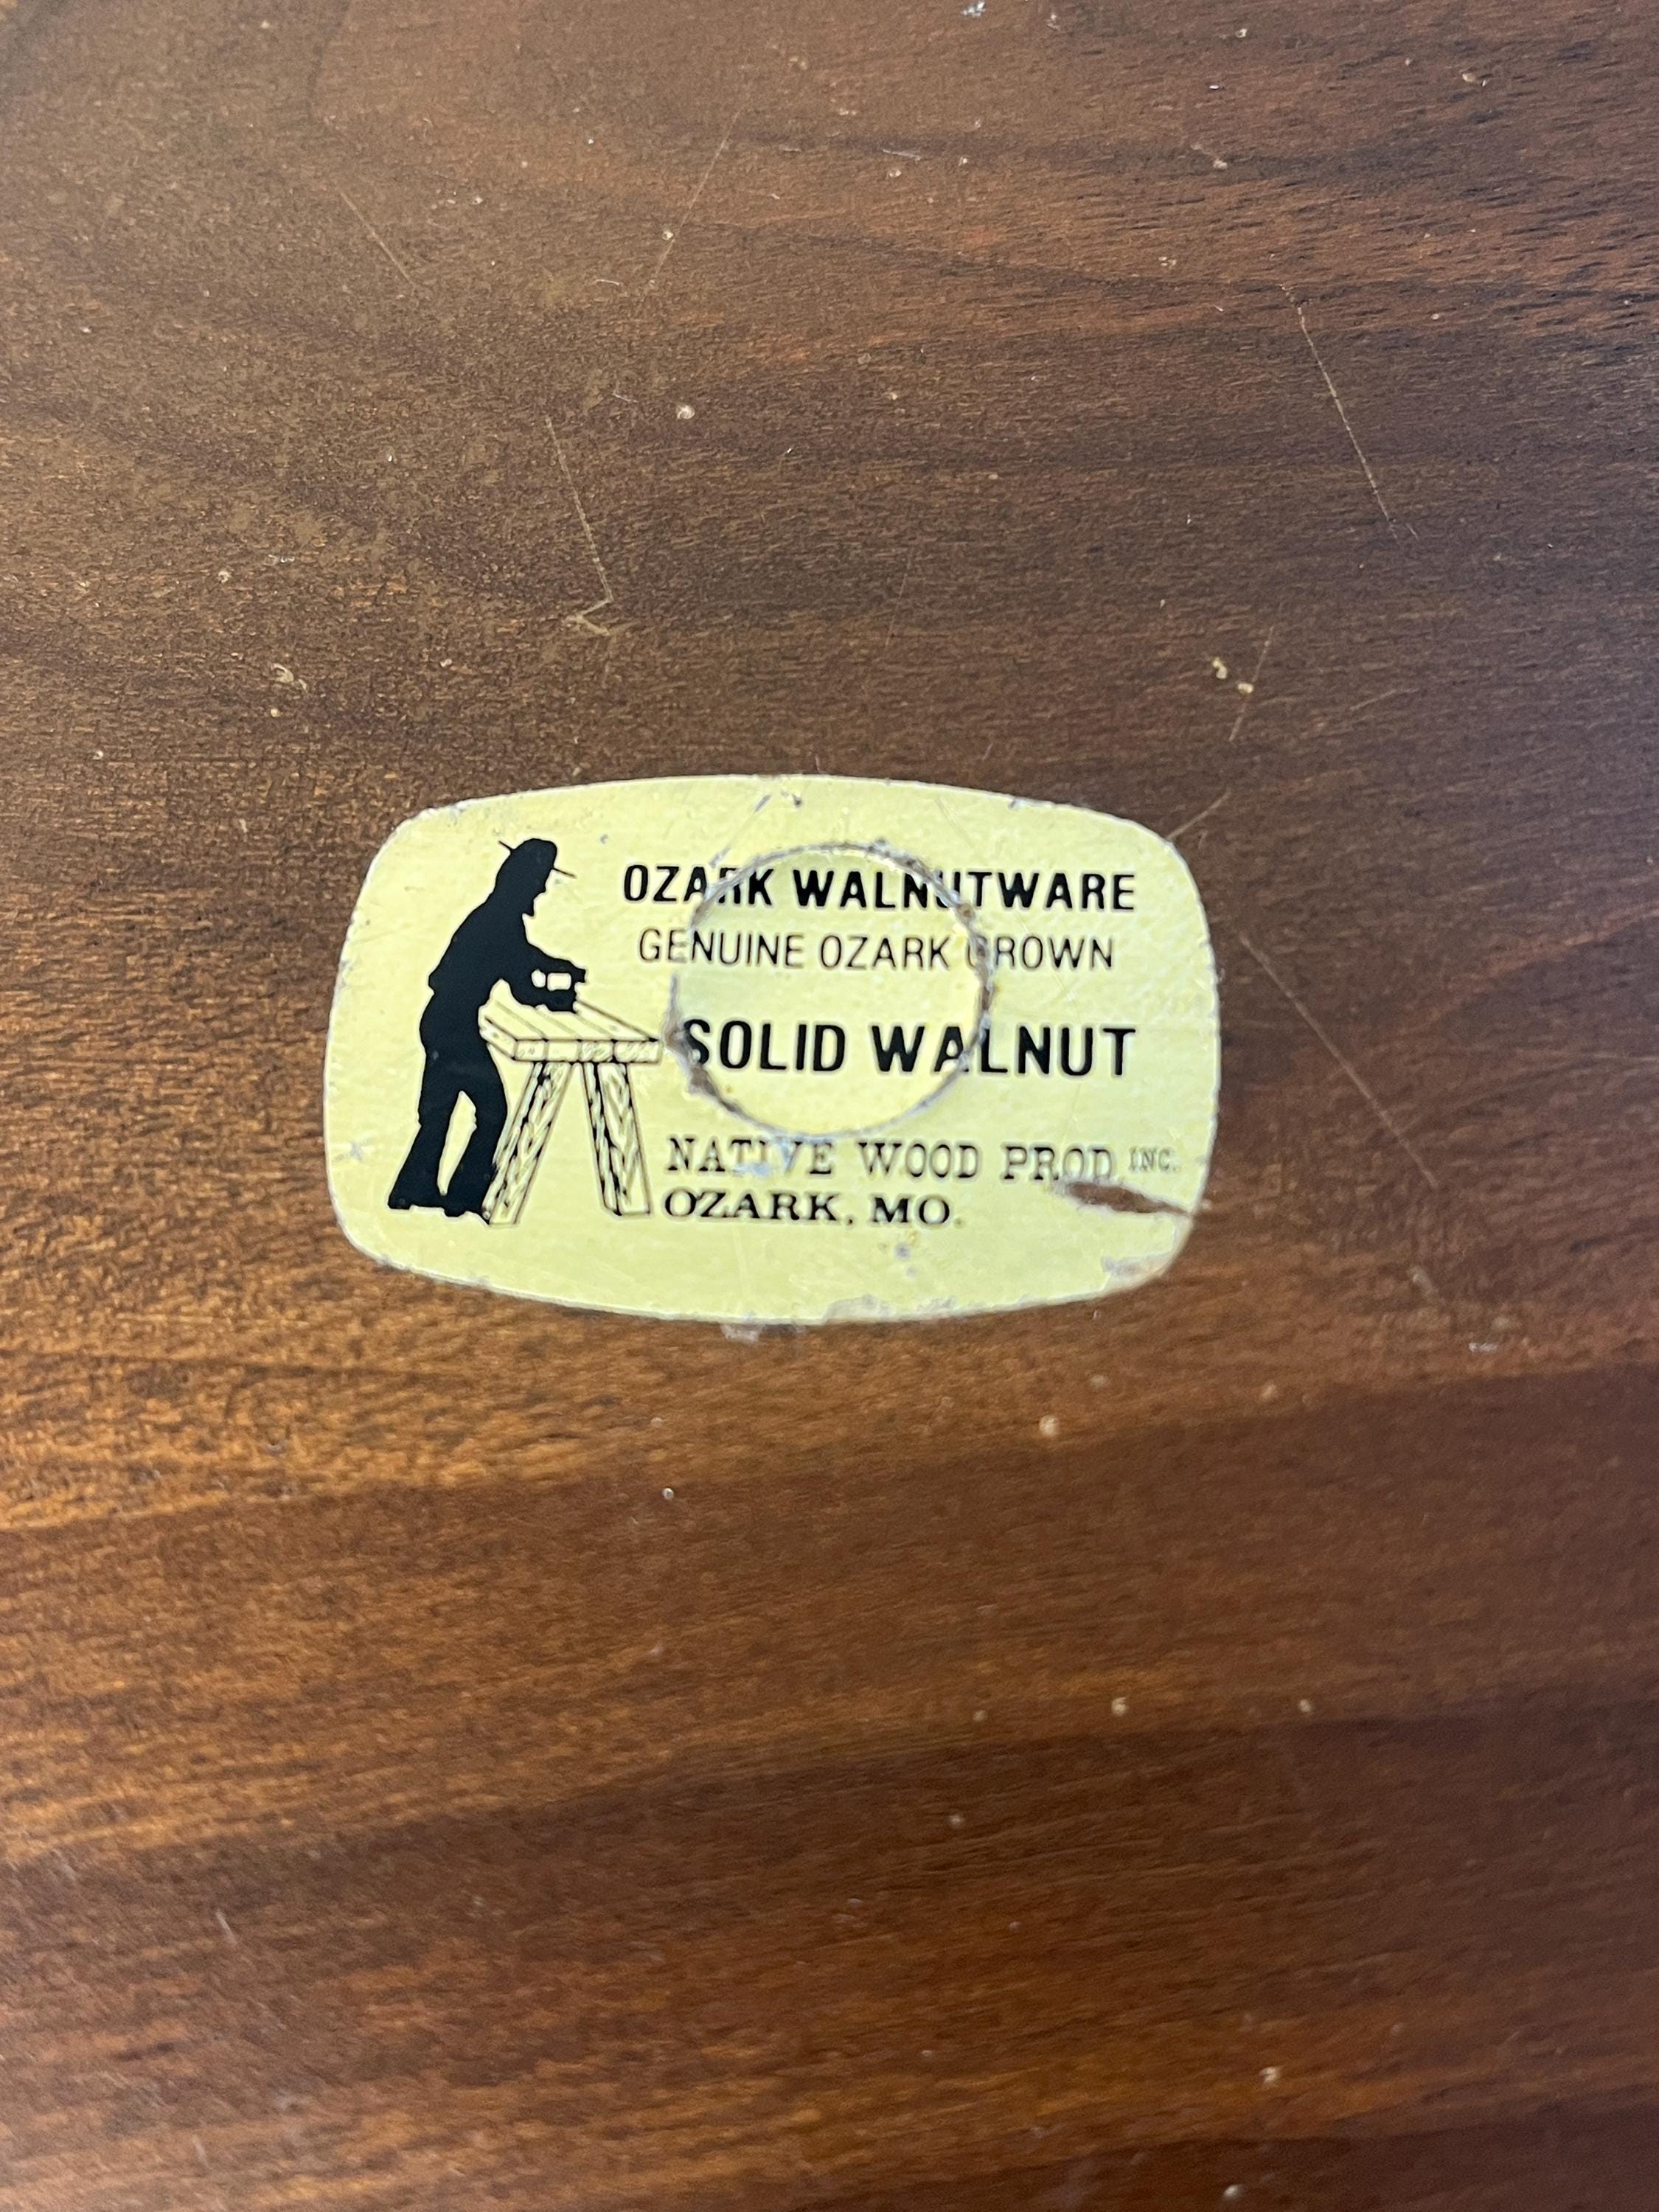 OZARK WALNUTWARE
GENUINE OZARK GROWN
SOLID WALNUT
NATIVE WOOD PROD. INC.
OZARK, MO.